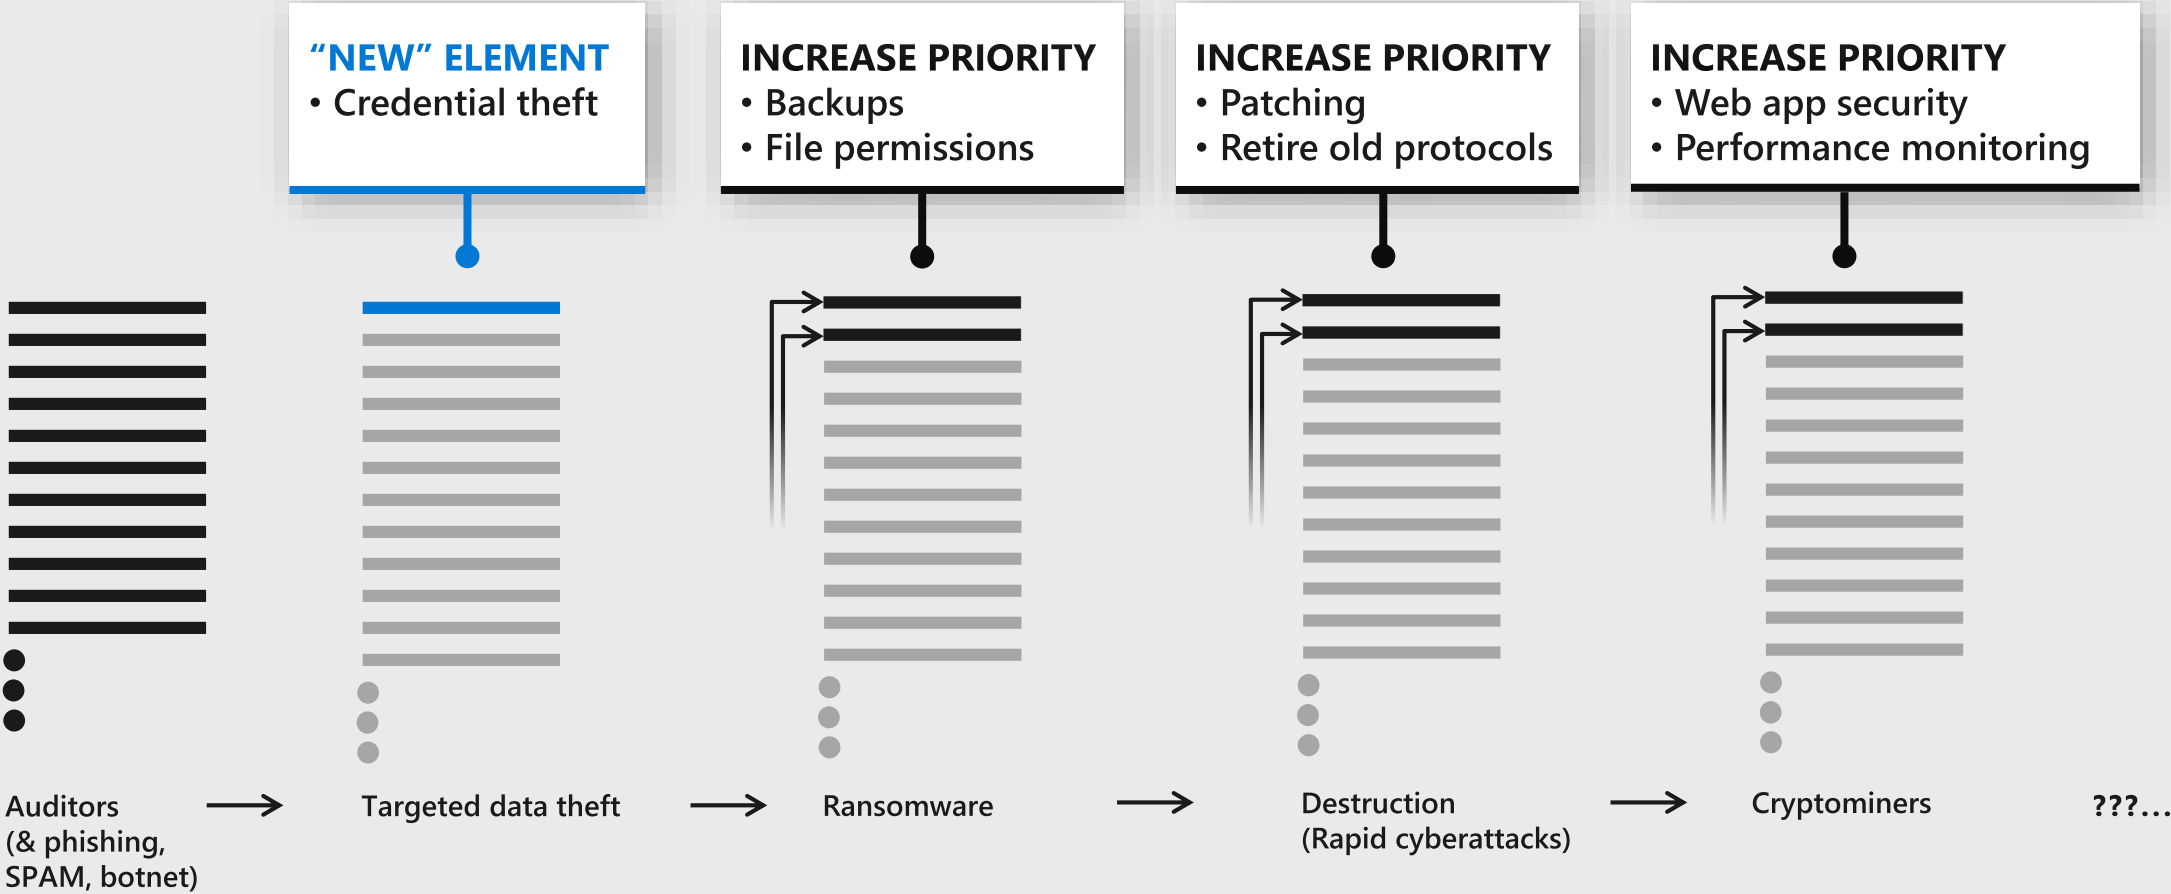 “NEW” ELEMENT
• Credential theft
INCREASE PRIORITY
• Backups
• File permissions
INCREASE PRIORITY
• Patching
• Retire old protocols
INCREASE PRIORITY
• Web app security
• Performance monitoring
Auditors
(& phishing,
SPAM, botnet)
Targeted data theft
Ransomware
Destruction
(Rapid cyberattacks)
Cryptominers
???...